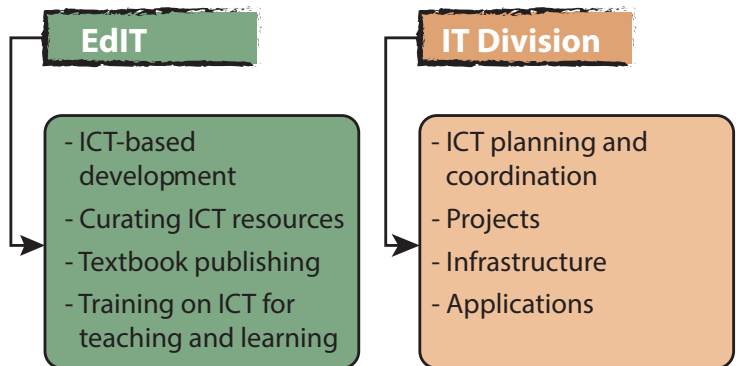 EdIT
- ICT-based
development
- Curating ICT resources
- Textbook publishing
- Training on ICT for
teaching and learning
IT Division
- ICT planning and
coordination
- Projects
- Infrastructure
- Applications